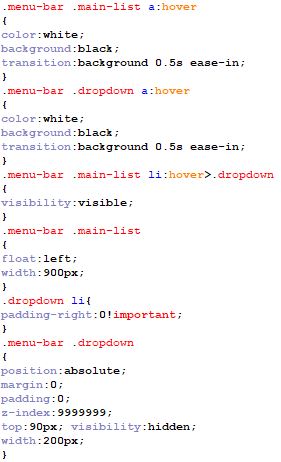 .menu-bar .main-list a:hover
{
color:white;
background:black;
transition:background 0.5s ease-in;
}
.menu-bar .dropdown a:hover
{
color:white;
background:black;
transition:background 0.5s ease-in;
}
.menu-bar .main-list li:hover>.dropdown
{
visibility:visible;
}
.menu-bar .main-list
{
float:left;
width:900px;
}
.dropdown li{
padding-right:0!important;
}
.menu-bar .dropdown
{
position:absolute;
margin:0;
padding:0;
z-index:9999999;
top:90px; visibility:hidden;
width:200px;
}